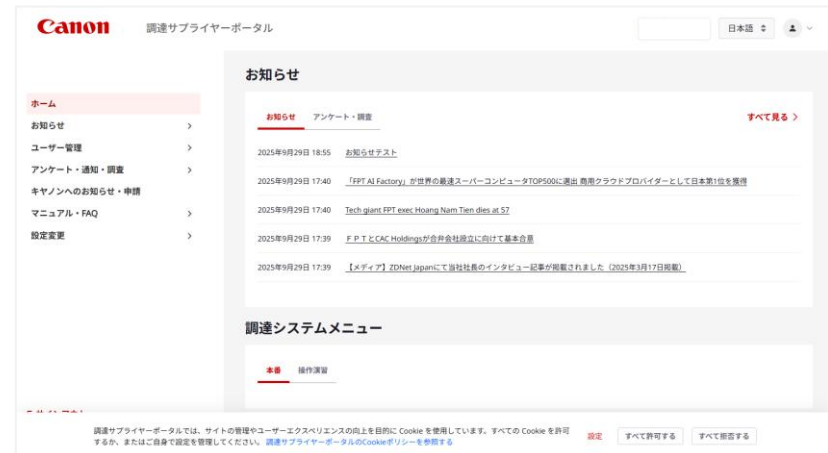 Canon 調達サプライヤーポータル
日本語
ホーム
お知らせ
ユーザー管理
アンケート・通知・調査
キヤノンへのお知らせ・申請
マニュアル・FAQ
設定変更
お知らせ
お知らせ アンケート・調査 すべて見る
2025年9月29日 18:55 お知らせテスト
2025年9月29日 17:40 「FPT AI Factory」が世界の最速スーパーコンピュータTOP500に選出 商用クラウドプロバイダーとして日本第1位を獲得
2025年9月29日 17:40 Tech giant FPT exec Hoang Nam Tien dies at 57
2025年9月29日 17:39 ＦＰＴとCAC Holdingsが合弁会社設立に向けて基本合意
2025年9月29日 17:39 【メディア】ZDNet Japanにて当社社長のインタビュー記事が掲載されました（2025年3月17日掲載）
調達システムメニュー
本番 操作演習
調達サプライヤーポータルでは、サイトの管理やユーザーエクスペリエンスの向上を目的に Cookie を使用しています。すべての Cookie を許可
するか、またはご自身で設定を管理してください。 調達サプライヤーポータルのCookieポリシーを参照する
設定 すべて許可する すべて拒否する